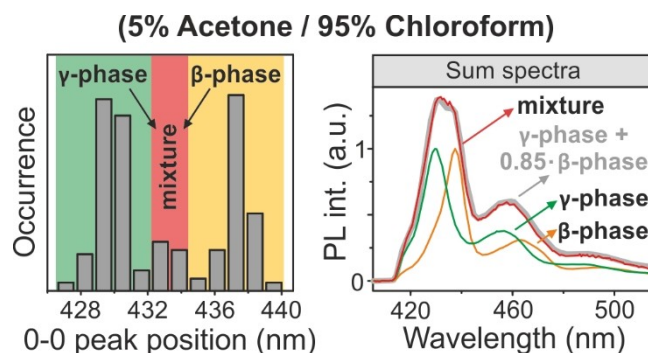 (5% Acetone / 95% Chloroform)
γ-phase
β-phase
mixture
Occurrence
428 432 436 440
0-0 peak position (nm)
Sum spectra
mixture
γ-phase +
0.85·β-phase
γ-phase
β-phase
PL int. (a.u.)
1
0
420 460 500
Wavelength (nm)